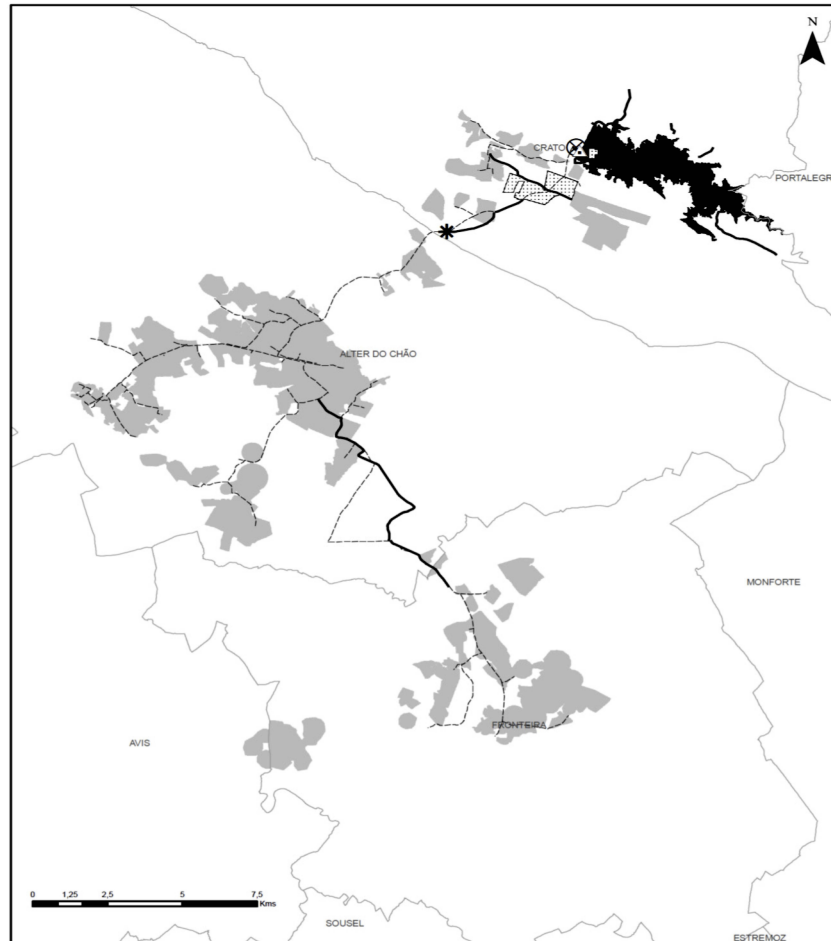 N
CRATO
PORTALEGR
ALTER DO CHÃO
MONFORTE
FRONTEIRA
AVIS
0 1,25 2,5 5 7,5
Kms
SOUSEL
ESTREMOZ